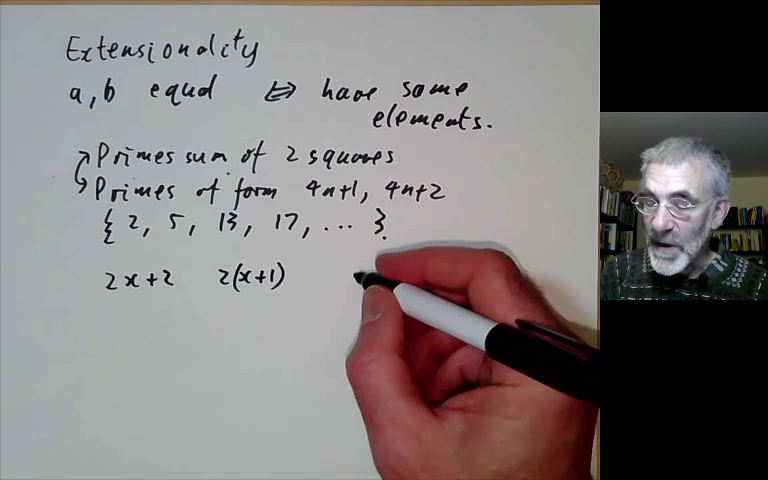 Extensionality
a, b equal ⇔ have same
elements.
Primes sum of 2 squares
Primes of form 4n+1, 4n+2
{ 2, 5, 13, 17, ... }.
2x+2 2(x+1)